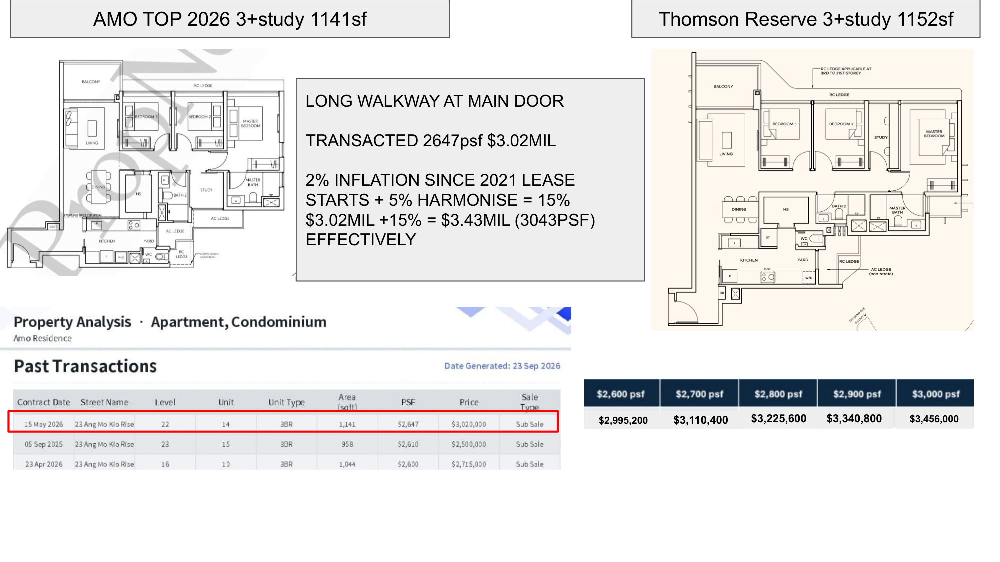 AMO TOP 2026 3+study 1141sf
Thomson Reserve 3+study 1152sf
BALCONY
RC LEDGE
BEDROOM 3
BEDROOM 2
MASTER
BEDROOM
LIVING
DINING
HS
BATH 2
STUDY
MASTER
BATH
AC LEDGE
AC LEDGE
KITCHEN
YARD
WC
RC
LEDGE
F
W+D
DB/ST
LONG WALKWAY AT MAIN DOOR
TRANSACTED 2647psf $3.02MIL
2% INFLATION SINCE 2021 LEASE
STARTS + 5% HARMONISE = 15%
$3.02MIL +15% = $3.43MIL (3043PSF)
EFFECTIVELY
RC LEDGE APPLICABLE AT
3RD TO 21ST STOREY
BALCONY
RC LEDGE
BEDROOM 3
BEDROOM 2
STUDY
MASTER
BEDROOM
LIVING
DINING
HS
BATH 2
MASTER
BATH
ST
WC
KITCHEN
YARD
RC LEDGE
H/O
F
W/D
AC LEDGE
(non-strata)
DB
SIN MING AVE
IN/OUT
Property Analysis · Apartment, Condominium
Amo Residence
Past Transactions
Date Generated: 23 Sep 2026
Contract Date Street Name Level Unit Unit Type Area (sqft) PSF Price Sale Type
15 May 2026 23 Ang Mo Kio Rise 22 14 3BR 1,141 $2,647 $3,020,000 Sub Sale
05 Sep 2025 23 Ang Mo Kio Rise 23 15 3BR 958 $2,610 $2,500,000 Sub Sale
23 Apr 2026 23 Ang Mo Kio Rise 16 10 3BR 1,044 $2,600 $2,715,000 Sub Sale
$2,600 psf $2,700 psf $2,800 psf $2,900 psf $3,000 psf
$2,995,200 $3,110,400 $3,225,600 $3,340,800 $3,456,000